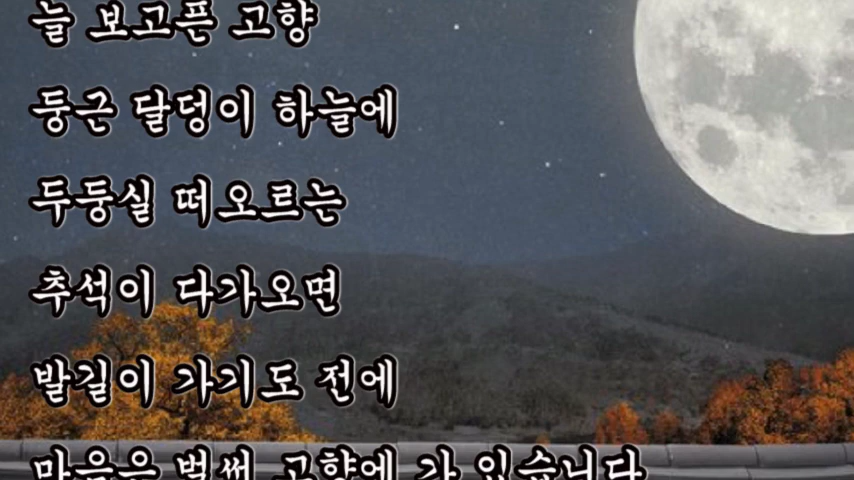 늘 보고픈 고향
둥근 달덩이 하늘에
두둥실 떠오르는
추석이 다가오면
발길이 가기도 전에
마음은 벌써 고향에 가 있습니다